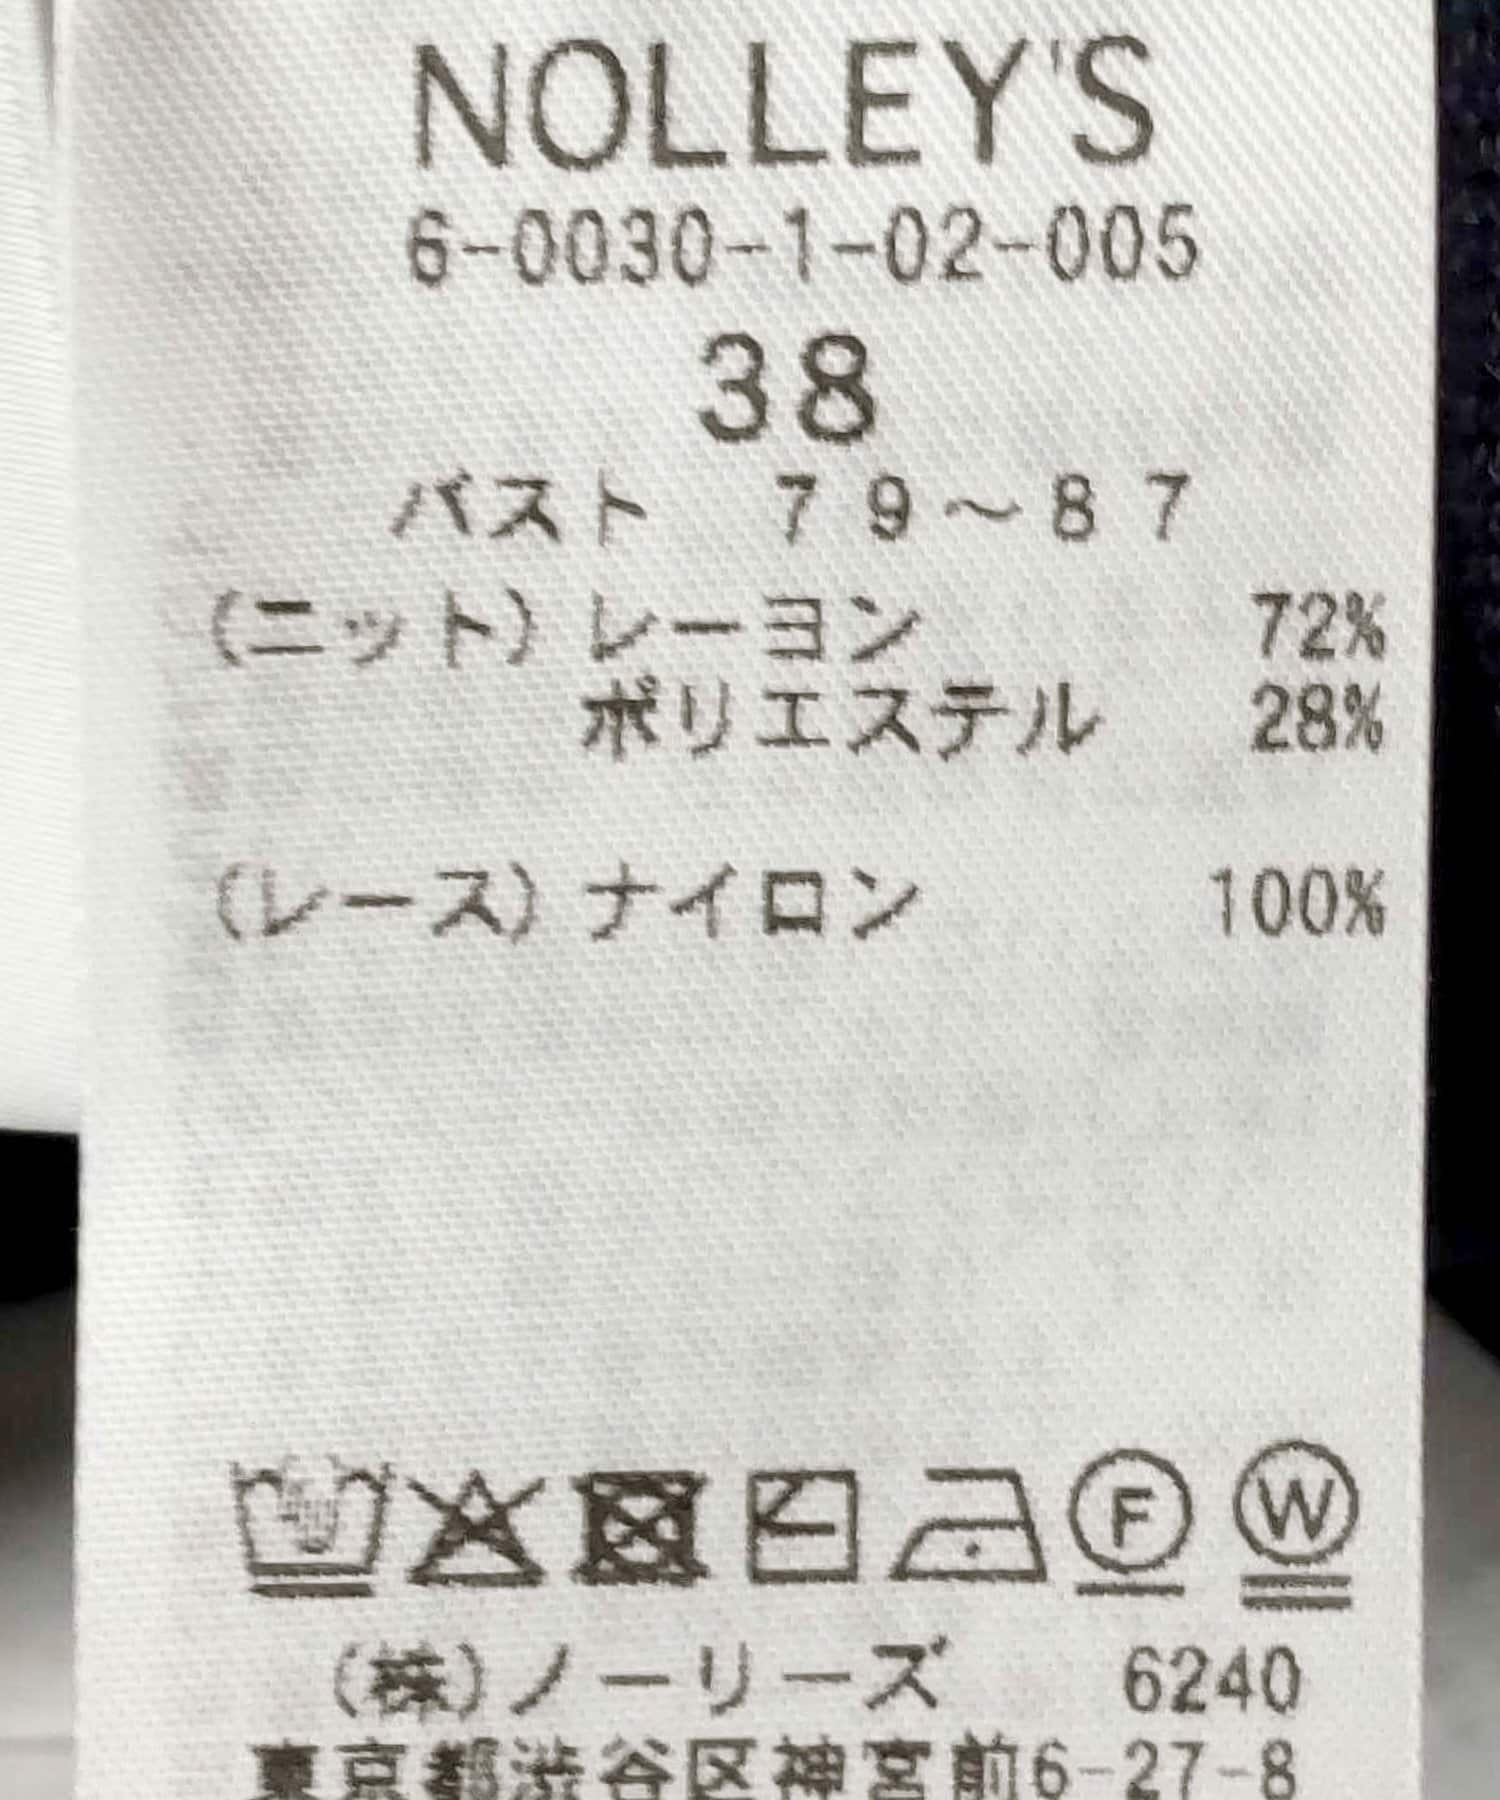 NOLLEY'S
6-0030-1-02-005
38
バスト 79～87
(ニット) レーヨン 72%
ポリエステル 28%
(レース) ナイロン 100%
F W
(株)ノーリーズ 6240
東京都渋谷区神宮前6-27-8